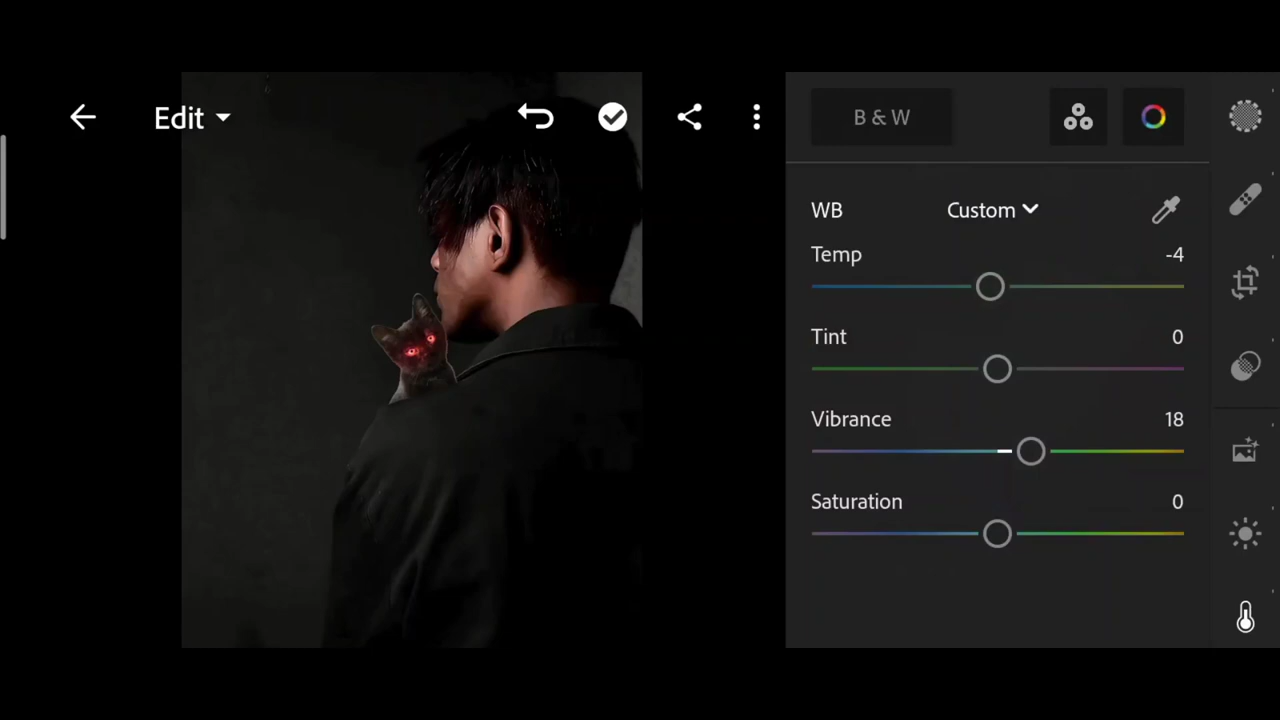 Edit
B & W
WB Custom
Temp -4
Tint 0
Vibrance 18
Saturation 0